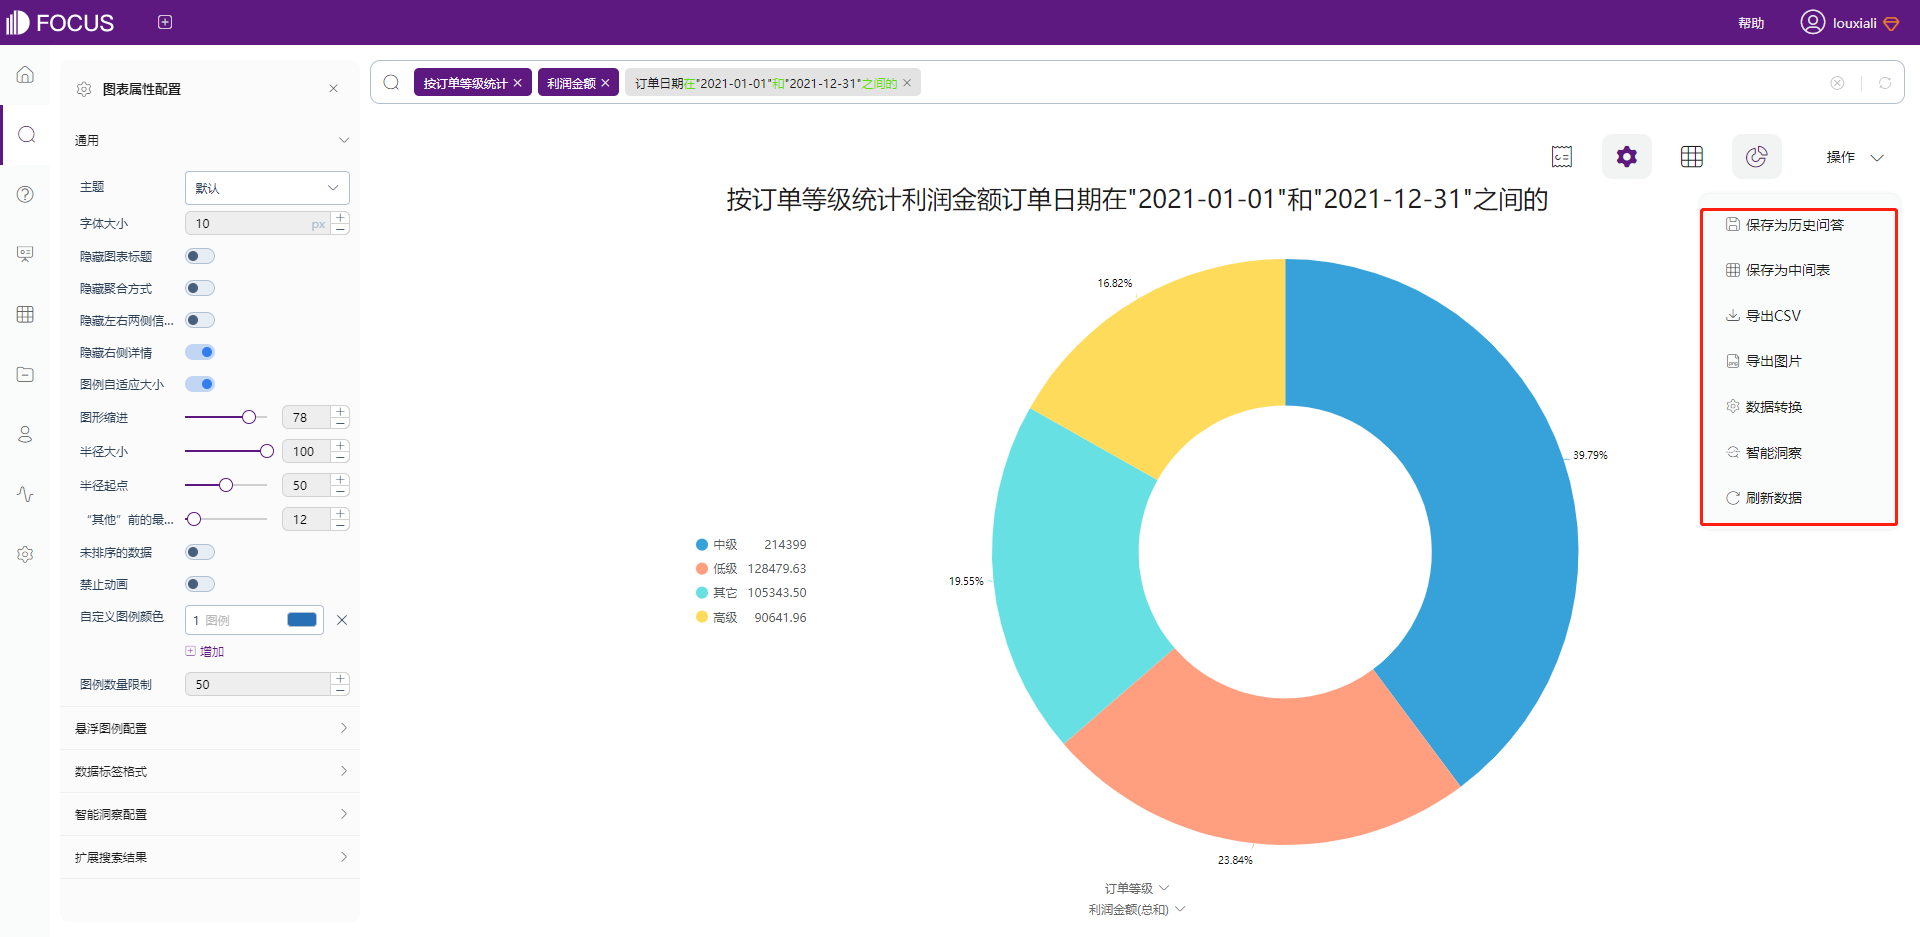 FOCUS
帮助
louxiali
图表属性配置
通用
主题
默认
字体大小
10
px
隐藏图表标题
隐藏聚合方式
隐藏左右两侧信...
隐藏右侧详情
图例自适应大小
图形缩进
78
半径大小
100
半径起点
50
“其他”前的最...
12
未排序的数据
禁止动画
自定义图例颜色
1 图例
增加
图例数量限制
50
悬浮图例配置
数据标签格式
智能洞察配置
扩展搜索结果
按订单等级统计
利润金额
订单日期在"2021-01-01"和"2021-12-31"之间的
操作
按订单等级统计利润金额订单日期在"2021-01-01"和"2021-12-31"之间的
保存为历史问答
保存为中间表
导出CSV
导出图片
数据转换
智能洞察
刷新数据
16.82%
39.79%
19.55%
23.84%
中级 214399
低级 128479.63
其它 105343.50
高级 90641.96
订单等级
利润金额(总和)